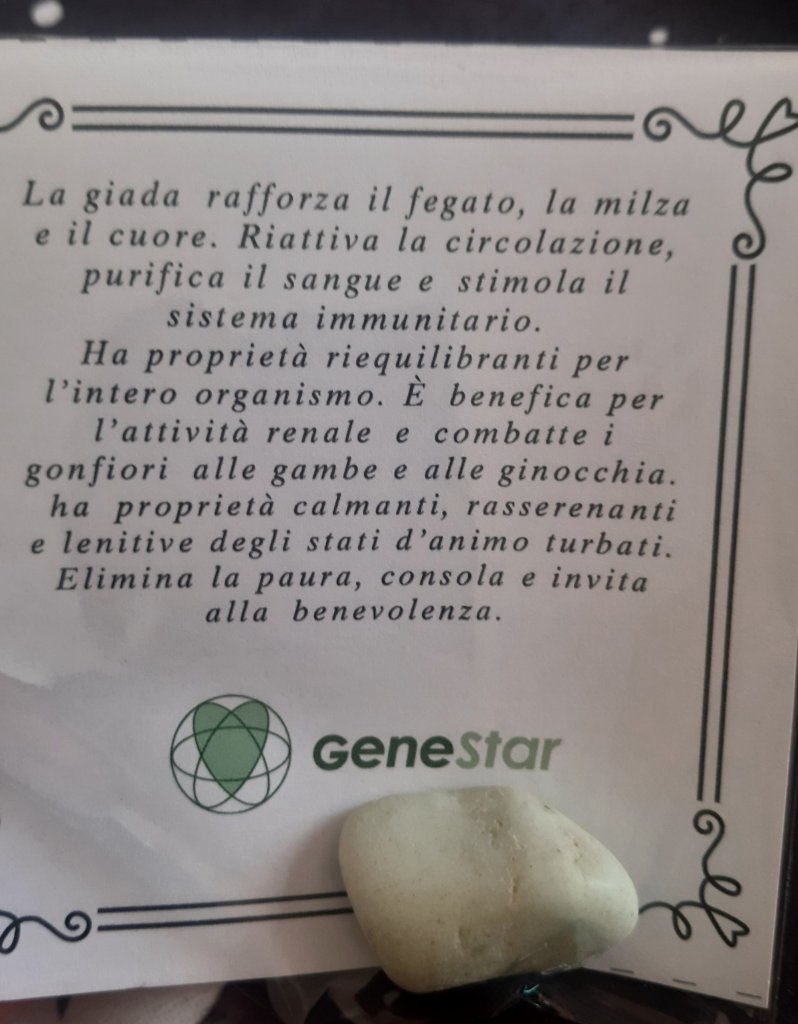 La giada rafforza il fegato, la milza
e il cuore. Riattiva la circolazione,
purifica il sangue e stimola il
sistema immunitario.
Ha proprietà riequilibranti per
l'intero organismo. È benefica per
l'attività renale e combatte i
gonfiori alle gambe e alle ginocchia.
ha proprietà calmanti, rasserenanti
e lenitive degli stati d'animo turbati.
Elimina la paura, consola e invita
alla benevolenza.
GeneStar